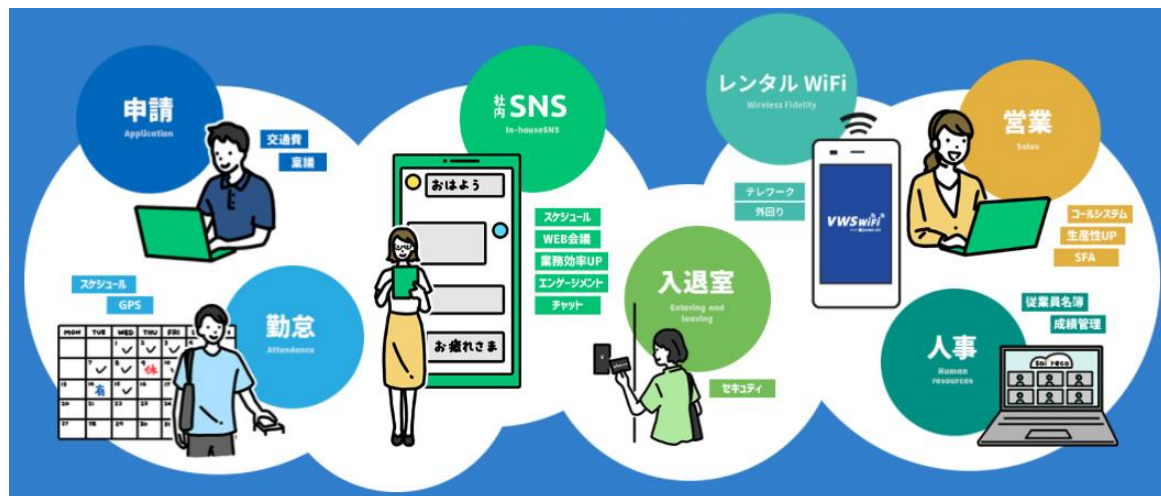 申請
Application
交通費
稟議
スケジュール
GPS
勤怠
Attendance
MON TUE WED THU FRI
社内SNS
In-houseSNS
おはよう
お疲れさま
スケジュール
WEB会議
業務効率UP
エンゲージメント
チャット
入退室
Entering and
leaving
セキュティ
レンタル WiFi
Wireless Fidelity
テレワーク
外回り
VWSwiFi
営業
Sales
コールシステム
生産性UP
SFA
人事
Human
resources
従業員名簿
成績管理